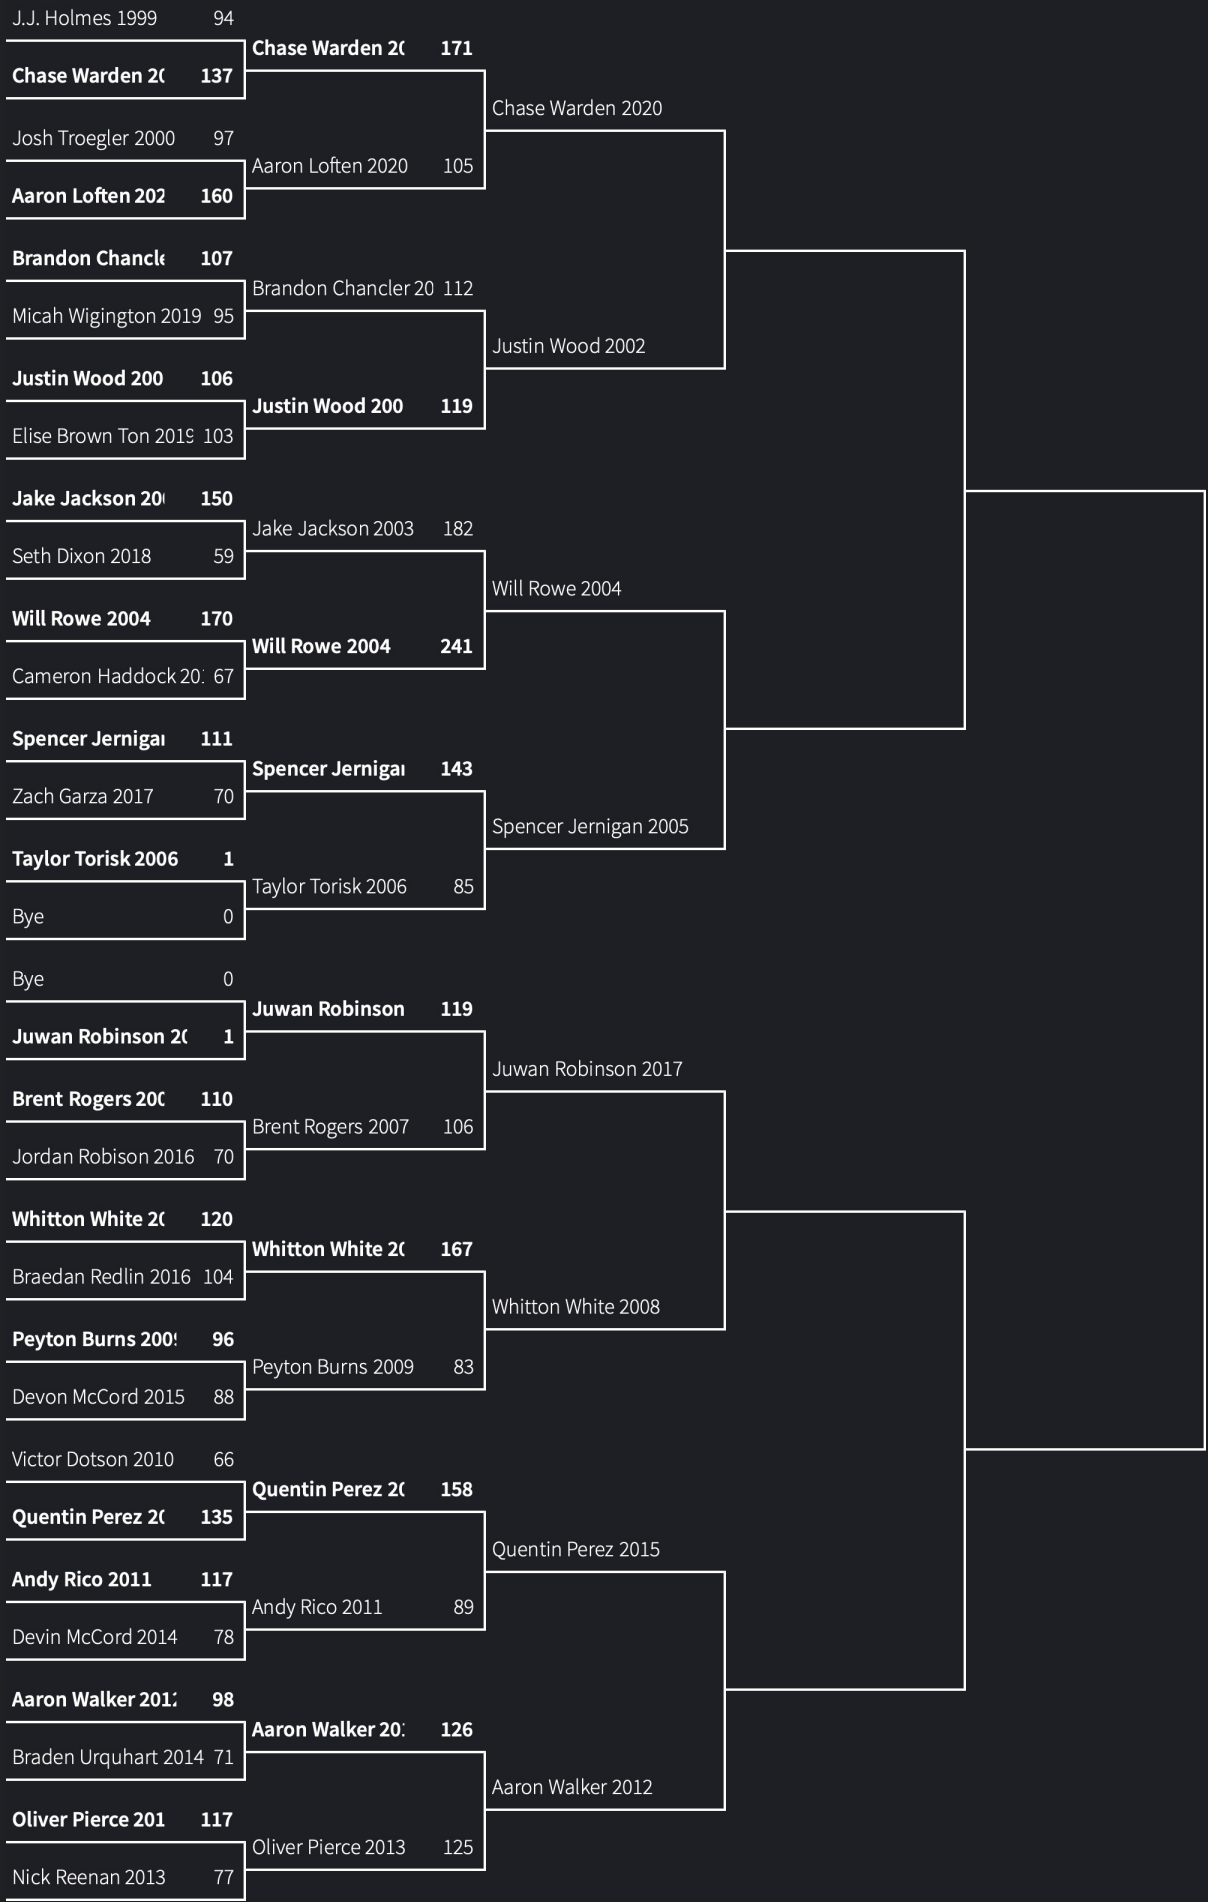 J.J. Holmes 1999 94
Chase Warden 20 137
Josh Troegler 2000 97
Aaron Loften 202 160
Brandon Chancle 107
Micah Wigington 2019 95
Justin Wood 200 106
Elise Brown Ton 2019 103
Jake Jackson 200 150
Seth Dixon 2018 59
Will Rowe 2004 170
Cameron Haddock 201 67
Spencer Jernigan 111
Zach Garza 2017 70
Taylor Torisk 2006 1
Bye 0
Bye 0
Juwan Robinson 20 1
Brent Rogers 200 110
Jordan Robison 2016 70
Whitton White 20 120
Braedan Redlin 2016 104
Peyton Burns 2009 96
Devon McCord 2015 88
Victor Dotson 2010 66
Quentin Perez 20 135
Andy Rico 2011 117
Devin McCord 2014 78
Aaron Walker 2012 98
Braden Urquhart 2014 71
Oliver Pierce 201 117
Nick Reenan 2013 77
Chase Warden 20 171
Aaron Loften 2020 105
Brandon Chancler 20 112
Justin Wood 200 119
Jake Jackson 2003 182
Will Rowe 2004 241
Spencer Jernigan 143
Taylor Torisk 2006 85
Juwan Robinson 119
Brent Rogers 2007 106
Whitton White 20 167
Peyton Burns 2009 83
Quentin Perez 20 158
Andy Rico 2011 89
Aaron Walker 201 126
Oliver Pierce 2013 125
Chase Warden 2020
Justin Wood 2002
Will Rowe 2004
Spencer Jernigan 2005
Juwan Robinson 2017
Whitton White 2008
Quentin Perez 2015
Aaron Walker 2012